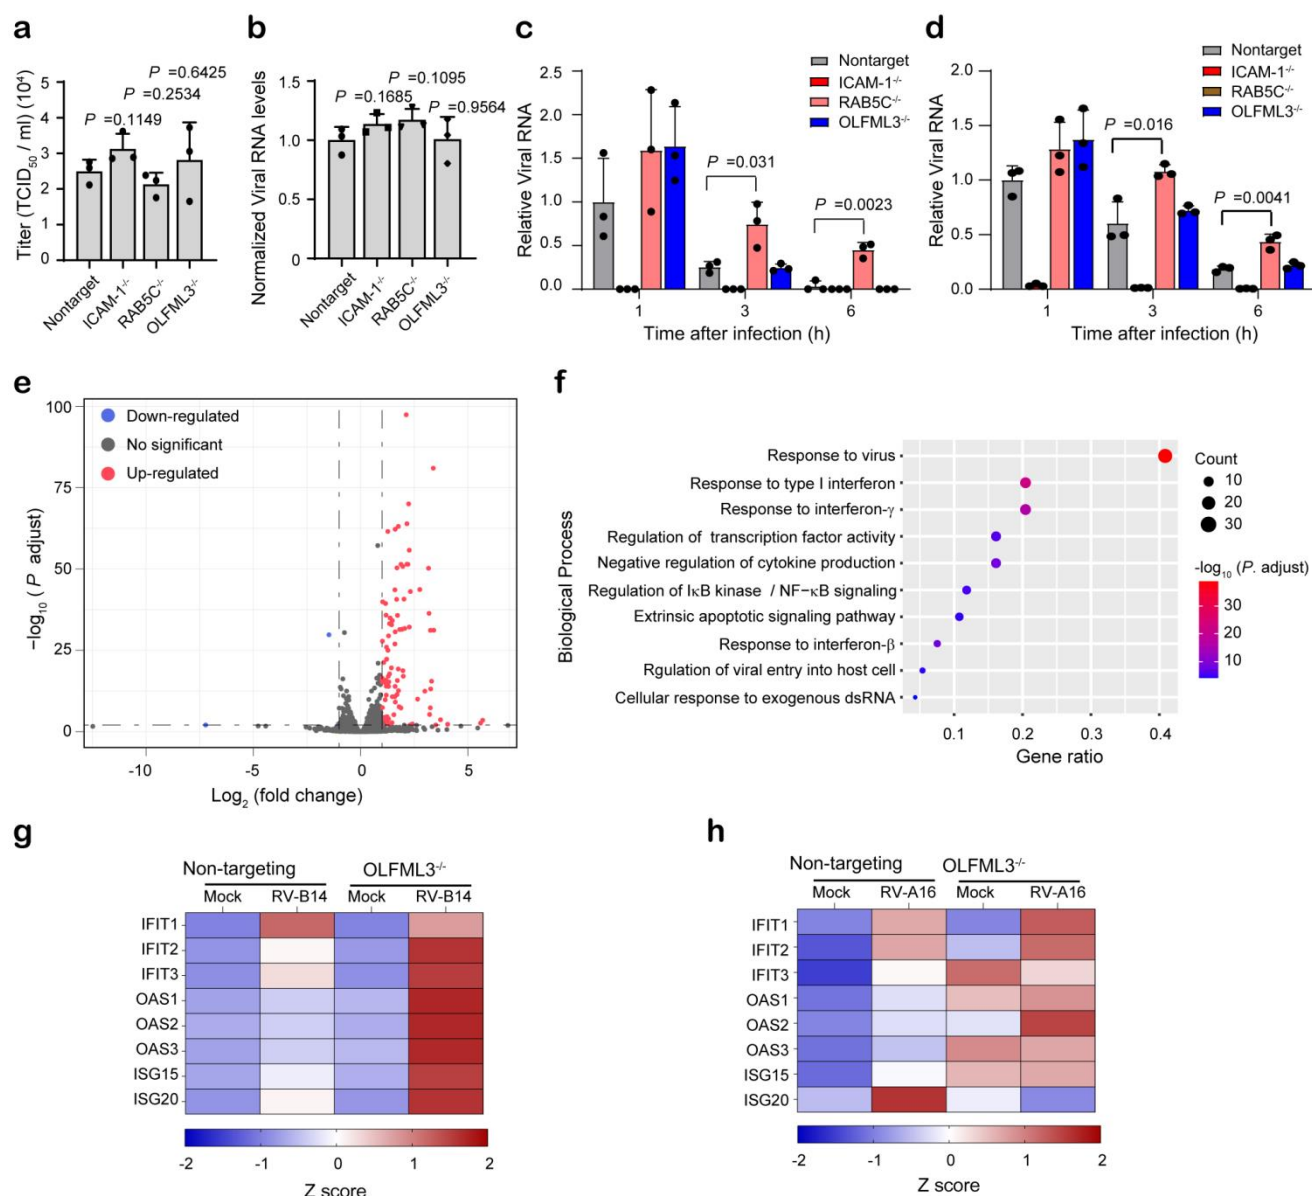 a
Titer (TCID50 / ml) (10⁴)
P =0.6425
P =0.2534
P =0.1149
5
4
3
2
1
0
Nontarget
ICAM-1-/-
RAB5C-/-
OLFML3-/-
b
Normalized Viral RNA levels
P =0.1095
P =0.1685
P =0.9564
1.5
1.0
0.5
0.0
Nontarget
ICAM-1-/-
RAB5C-/-
OLFML3-/-
c
Relative Viral RNA
Nontarget
ICAM-1-/-
RAB5C-/-
OLFML3-/-
2.5
2.0
1.5
1.0
0.5
0.0
P =0.031
P =0.0023
1 3 6
Time after infection (h)
d
Relative Viral RNA
Nontarget
ICAM-1-/-
RAB5C-/-
OLFML3-/-
2.0
1.5
1.0
0.5
0.0
P =0.016
P =0.0041
1 3 6
Time after infection (h)
e
-log10 ( P adjust)
100
75
50
25
0
Down-regulated
No significant
Up-regulated
-10 -5 0 5
Log2 (fold change)
f
Biological Process
Response to virus
Response to type I interferon
Response to interferon-γ
Regulation of transcription factor activity
Negative regulation of cytokine production
Regulation of IκB kinase / NF−κB signaling
Extrinsic apoptotic signaling pathway
Response to interferon-β
Rgulation of viral entry into host cell
Cellular response to exogenous dsRNA
0.1 0.2 0.3 0.4
Gene ratio
Count
10
20
30
-log10 (P. adjust)
30
20
10
g
Non-targeting OLFML3-/-
Mock RV-B14 Mock RV-B14
IFIT1
IFIT2
IFIT3
OAS1
OAS2
OAS3
ISG15
ISG20
-2 -1 0 1 2
Z score
h
Non-targeting OLFML3-/-
Mock RV-A16 Mock RV-A16
IFIT1
IFIT2
IFIT3
OAS1
OAS2
OAS3
ISG15
ISG20
-2 -1 0 1 2
Z score